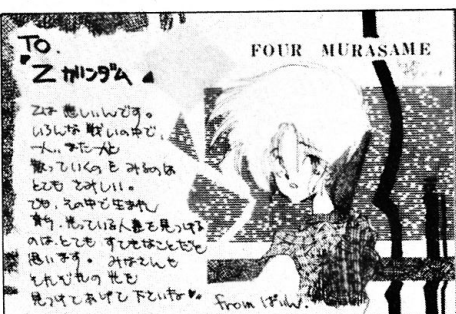 TO.
"Zガンダム
FOUR MURASAME
Zは悲しいんです。
いろんな戦いの中で、
一人、また一人と
散っていくのをみるのは
とてもさみしい。
でも、その中で生まれ
育ち、光っている人達を見つける
のは、とてもすてきなことだと
思います。みなさんも
それぞれの光を
見つけてあげて下さいね♥
from ぱいん.